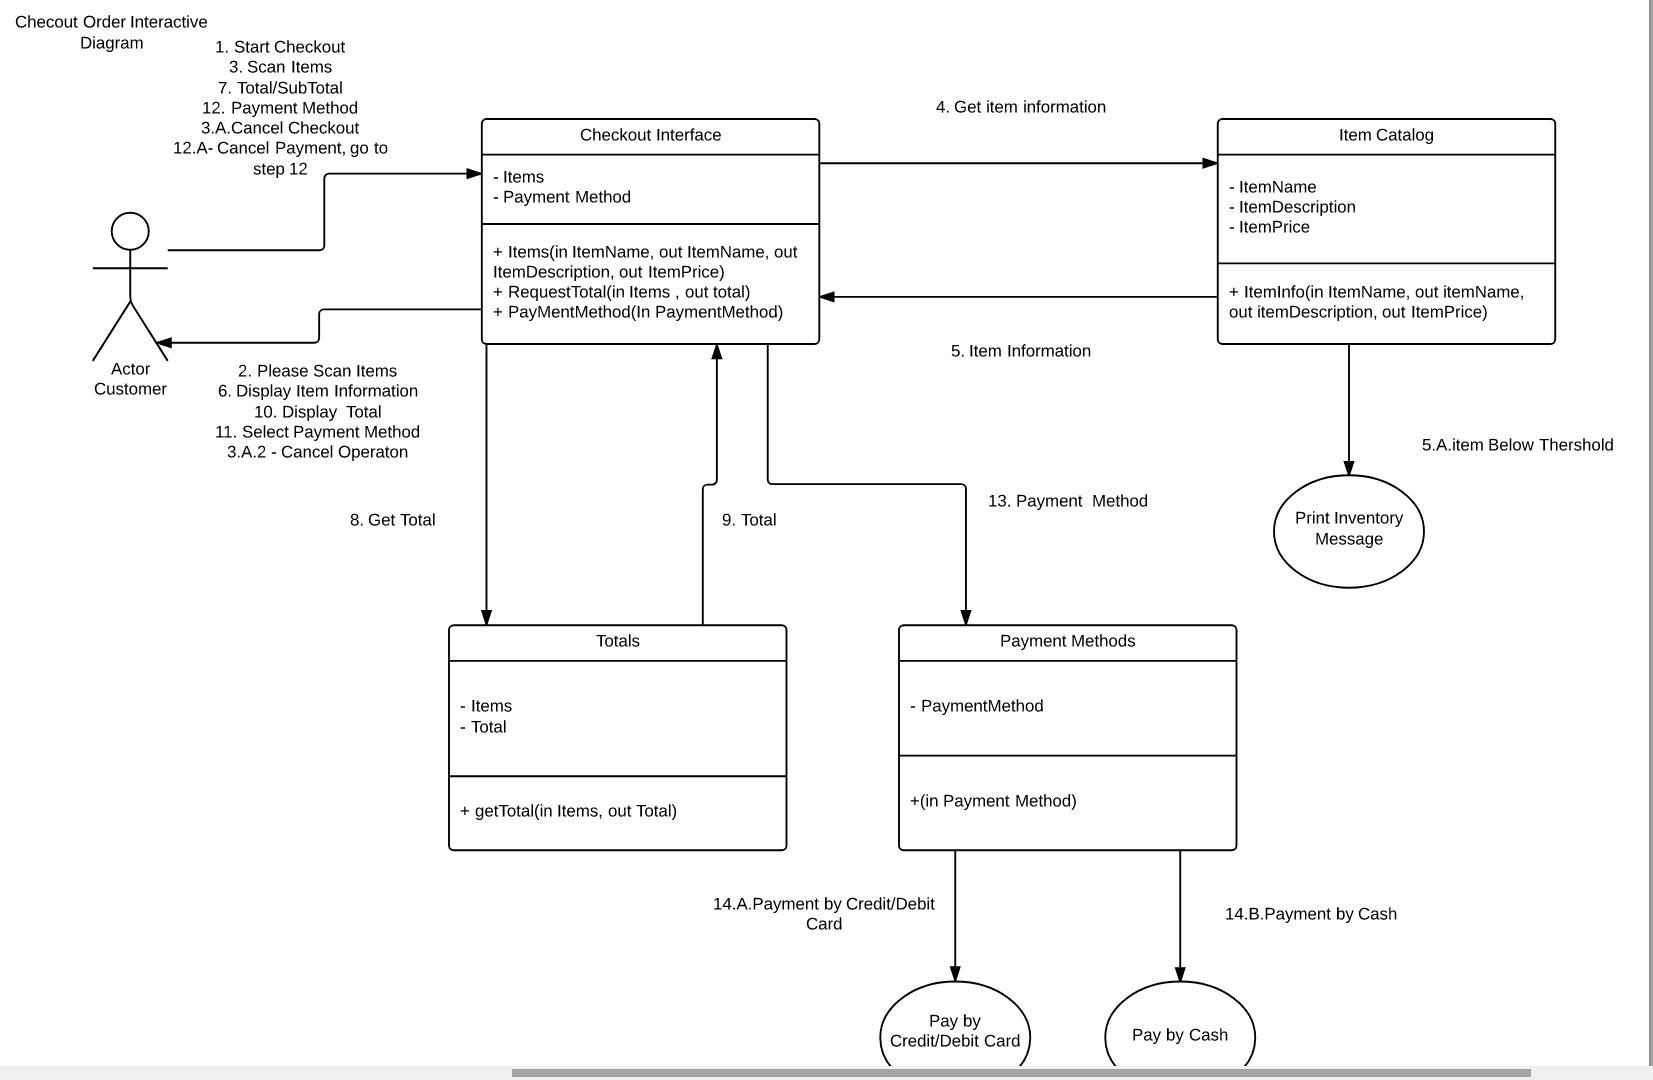 Checout Order Interactive
Diagram
1. Start Checkout
3. Scan Items
7. Total/SubTotal
12. Payment Method
3.A.Cancel Checkout
12.A- Cancel Payment, go to
step 12
Actor
Customer
2. Please Scan Items
6. Display Item Information
10. Display  Total
11. Select Payment Method
3.A.2 - Cancel Operaton
Checkout Interface
- Items
- Payment Method
+ Items(in ItemName, out ItemName, out
ItemDescription, out ItemPrice)
+ RequestTotal(in Items , out total)
+ PayMentMethod(In PaymentMethod)
4. Get item information
5. Item Information
Item Catalog
- ItemName
- ItemDescription
- ItemPrice
+ ItemInfo(in ItemName, out itemName,
out itemDescription, out ItemPrice)
5.A.item Below Thershold
Print Inventory
Message
8. Get Total
9. Total
13. Payment  Method
Totals
- Items
- Total
+ getTotal(in Items, out Total)
Payment Methods
- PaymentMethod
+(in Payment Method)
14.A.Payment by Credit/Debit
Card
14.B.Payment by Cash
Pay by
Credit/Debit Card
Pay by Cash